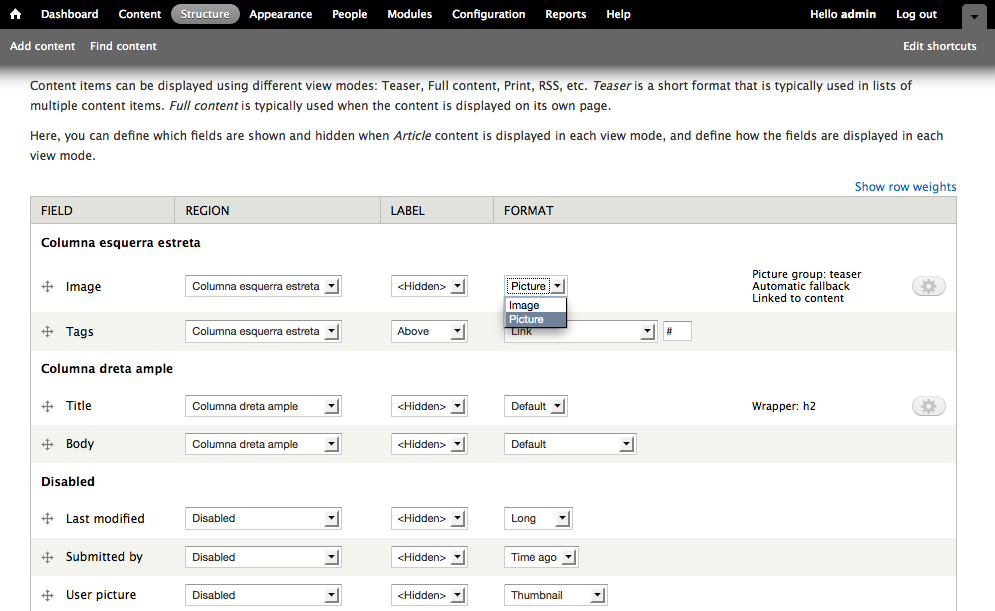 Dashboard Content Structure Appearance People Modules Configuration Reports Help Hello admin Log out
Add content Find content Edit shortcuts
Content items can be displayed using different view modes: Teaser, Full content, Print, RSS, etc. Teaser is a short format that is typically used in lists of
multiple content items. Full content is typically used when the content is displayed on its own page.
Here, you can define which fields are shown and hidden when Article content is displayed in each view mode, and define how the fields are displayed in each
view mode.
Show row weights
FIELD REGION LABEL FORMAT
Columna esquerra estreta
Image Columna esquerra estreta <Hidden> Picture
Picture group: teaser
Automatic fallback
Linked to content
Image
Picture
Tags Columna esquerra estreta Above Link #
Columna dreta ample
Title Columna dreta ample <Hidden> Default Wrapper: h2
Body Columna dreta ample <Hidden> Default
Disabled
Last modified Disabled <Hidden> Long
Submitted by Disabled <Hidden> Time ago
User picture Disabled <Hidden> Thumbnail